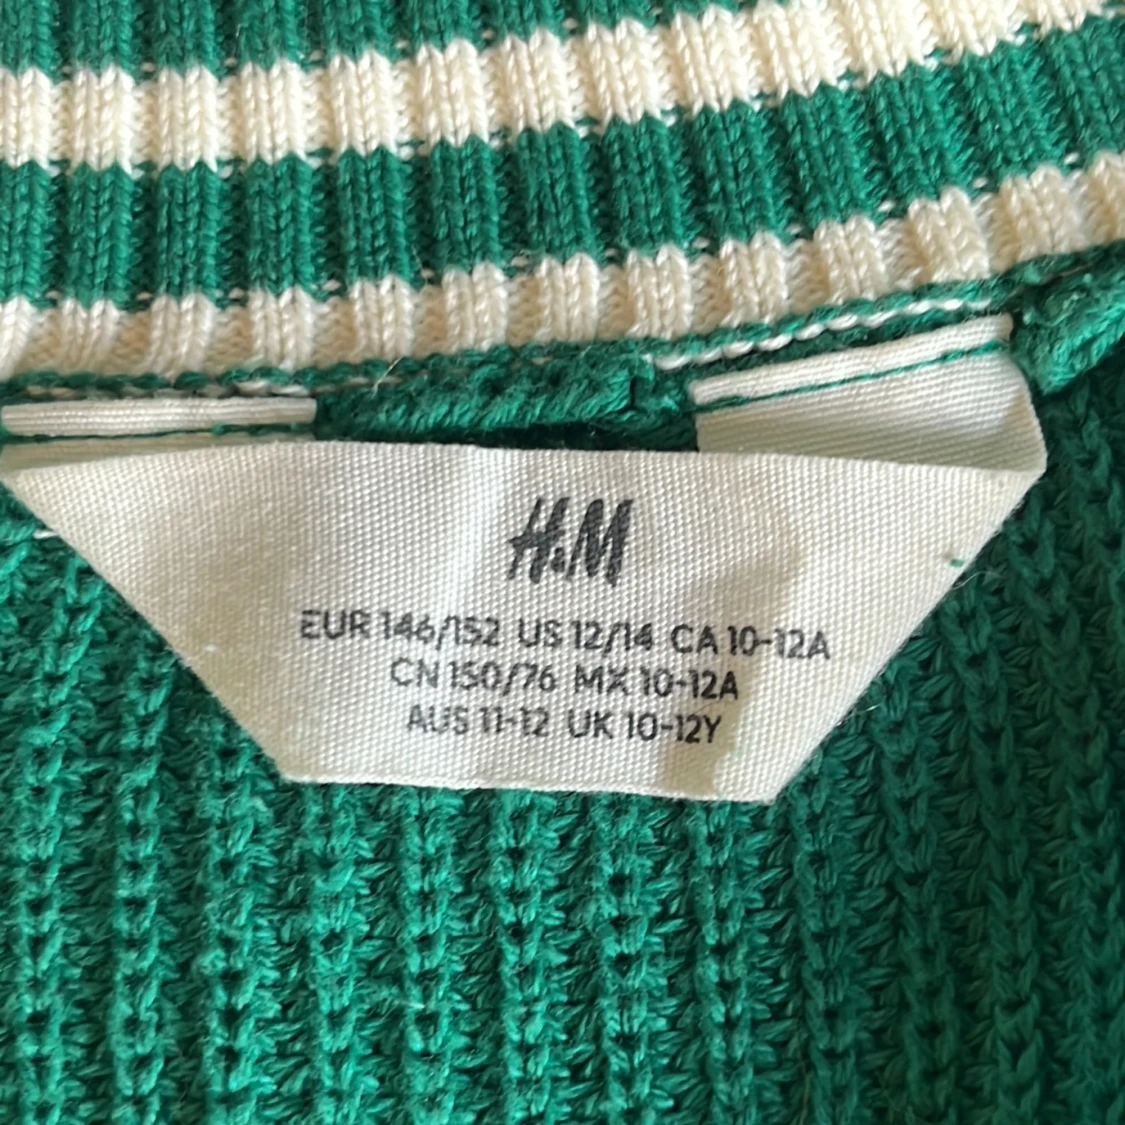 H&M
EUR 146/152 US 12/14 CA 10-12A
CN 150/76 MX 10-12A
AUS 11-12 UK 10-12Y